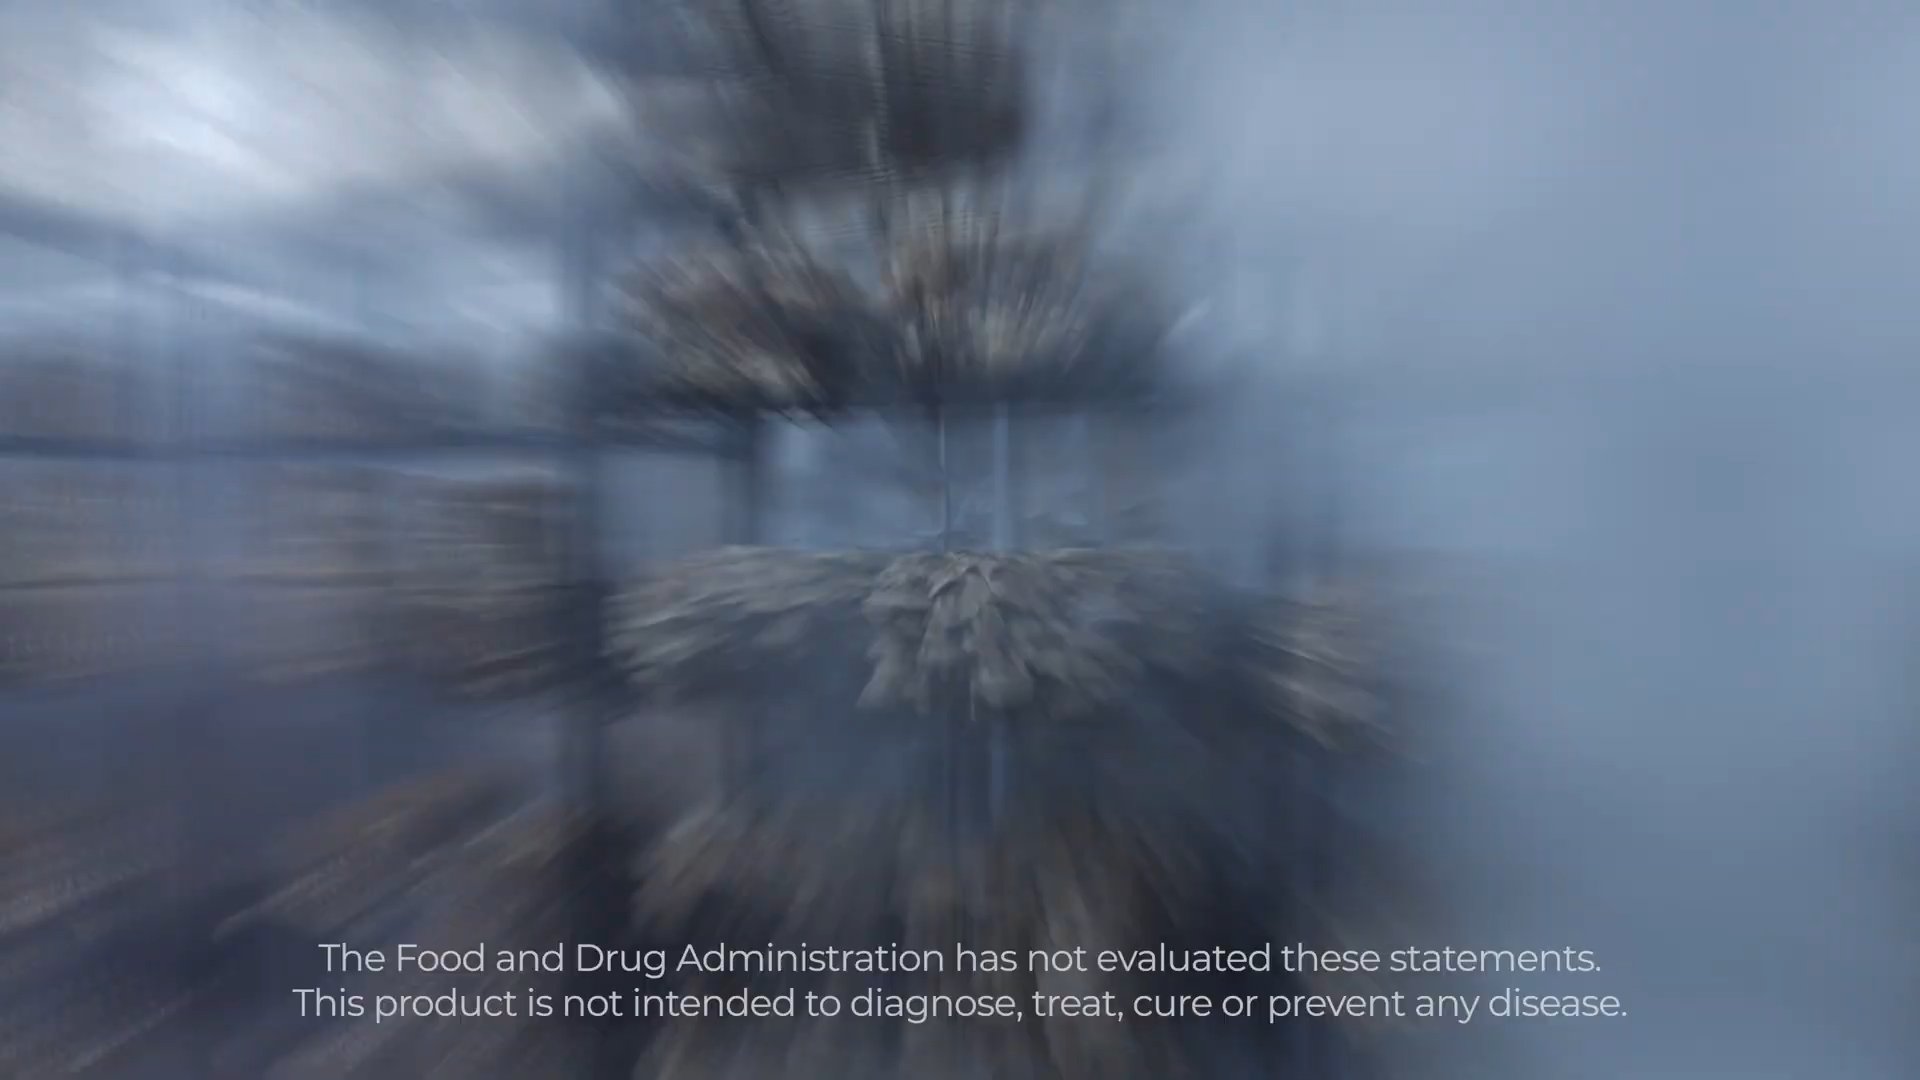 The Food and Drug Administration has not evaluated these statements.
This product is not intended to diagnose, treat, cure or prevent any disease.